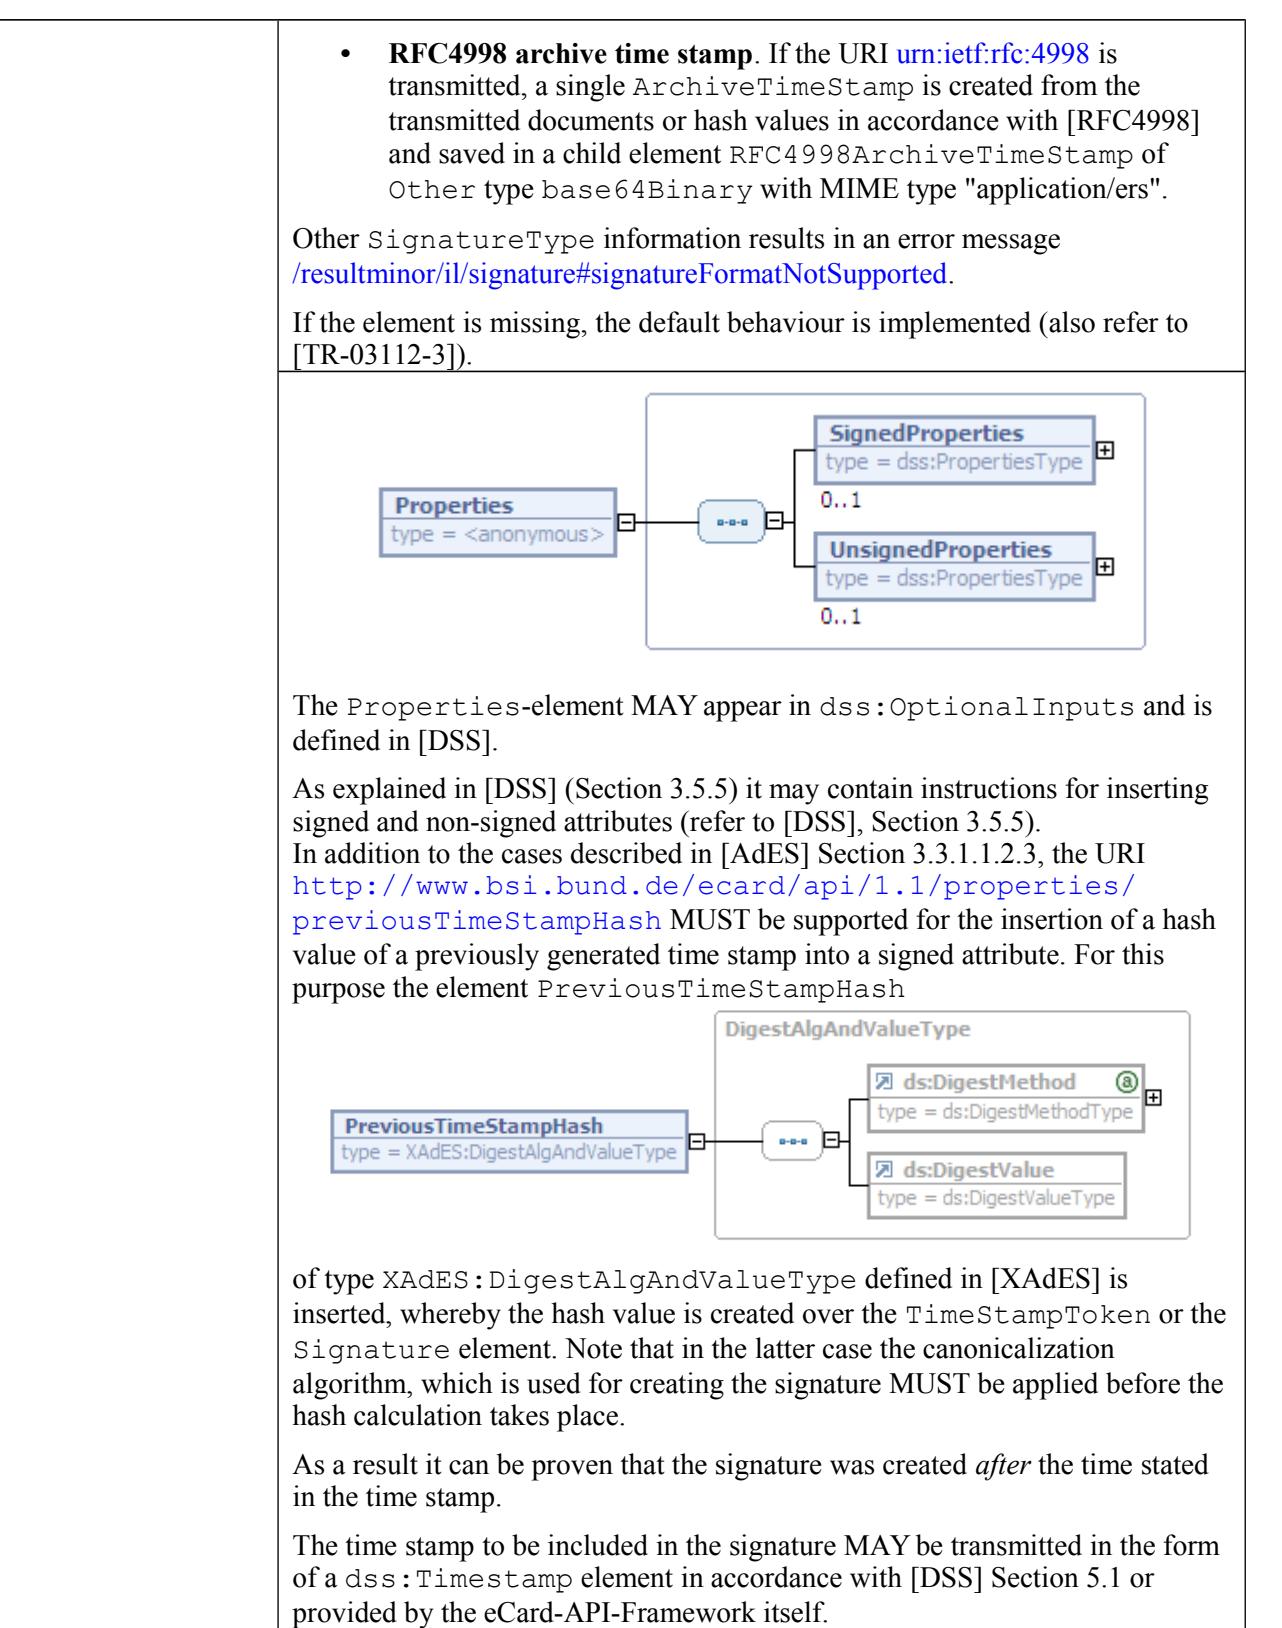 • RFC4998 archive time stamp. If the URI urn:ietf:rfc:4998 is
transmitted, a single ArchiveTimeStamp is created from the
transmitted documents or hash values in accordance with [RFC4998]
and saved in a child element RFC4998ArchiveTimeStamp of
Other type base64Binary with MIME type "application/ers".
Other SignatureType information results in an error message
/resultminor/il/signature#signatureFormatNotSupported.
If the element is missing, the default behaviour is implemented (also refer to
[TR-03112-3]).
SignedProperties
type = dss:PropertiesType
0..1
Properties
type = <anonymous>
UnsignedProperties
type = dss:PropertiesType
0..1
The Properties-element MAY appear in dss:OptionalInputs and is
defined in [DSS].
As explained in [DSS] (Section 3.5.5) it may contain instructions for inserting
signed and non-signed attributes (refer to [DSS], Section 3.5.5).
In addition to the cases described in [AdES] Section 3.3.1.1.2.3, the URI
http://www.bsi.bund.de/ecard/api/1.1/properties/
previousTimeStampHash MUST be supported for the insertion of a hash
value of a previously generated time stamp into a signed attribute. For this
purpose the element PreviousTimeStampHash
DigestAlgAndValueType
ds:DigestMethod
type = ds:DigestMethodType
PreviousTimeStampHash
type = XAdES:DigestAlgAndValueType
ds:DigestValue
type = ds:DigestValueType
of type XAdES:DigestAlgAndValueType defined in [XAdES] is
inserted, whereby the hash value is created over the TimeStampToken or the
Signature element. Note that in the latter case the canonicalization
algorithm, which is used for creating the signature MUST be applied before the
hash calculation takes place.
As a result it can be proven that the signature was created after the time stated
in the time stamp.
The time stamp to be included in the signature MAY be transmitted in the form
of a dss:Timestamp element in accordance with [DSS] Section 5.1 or
provided by the eCard-API-Framework itself.